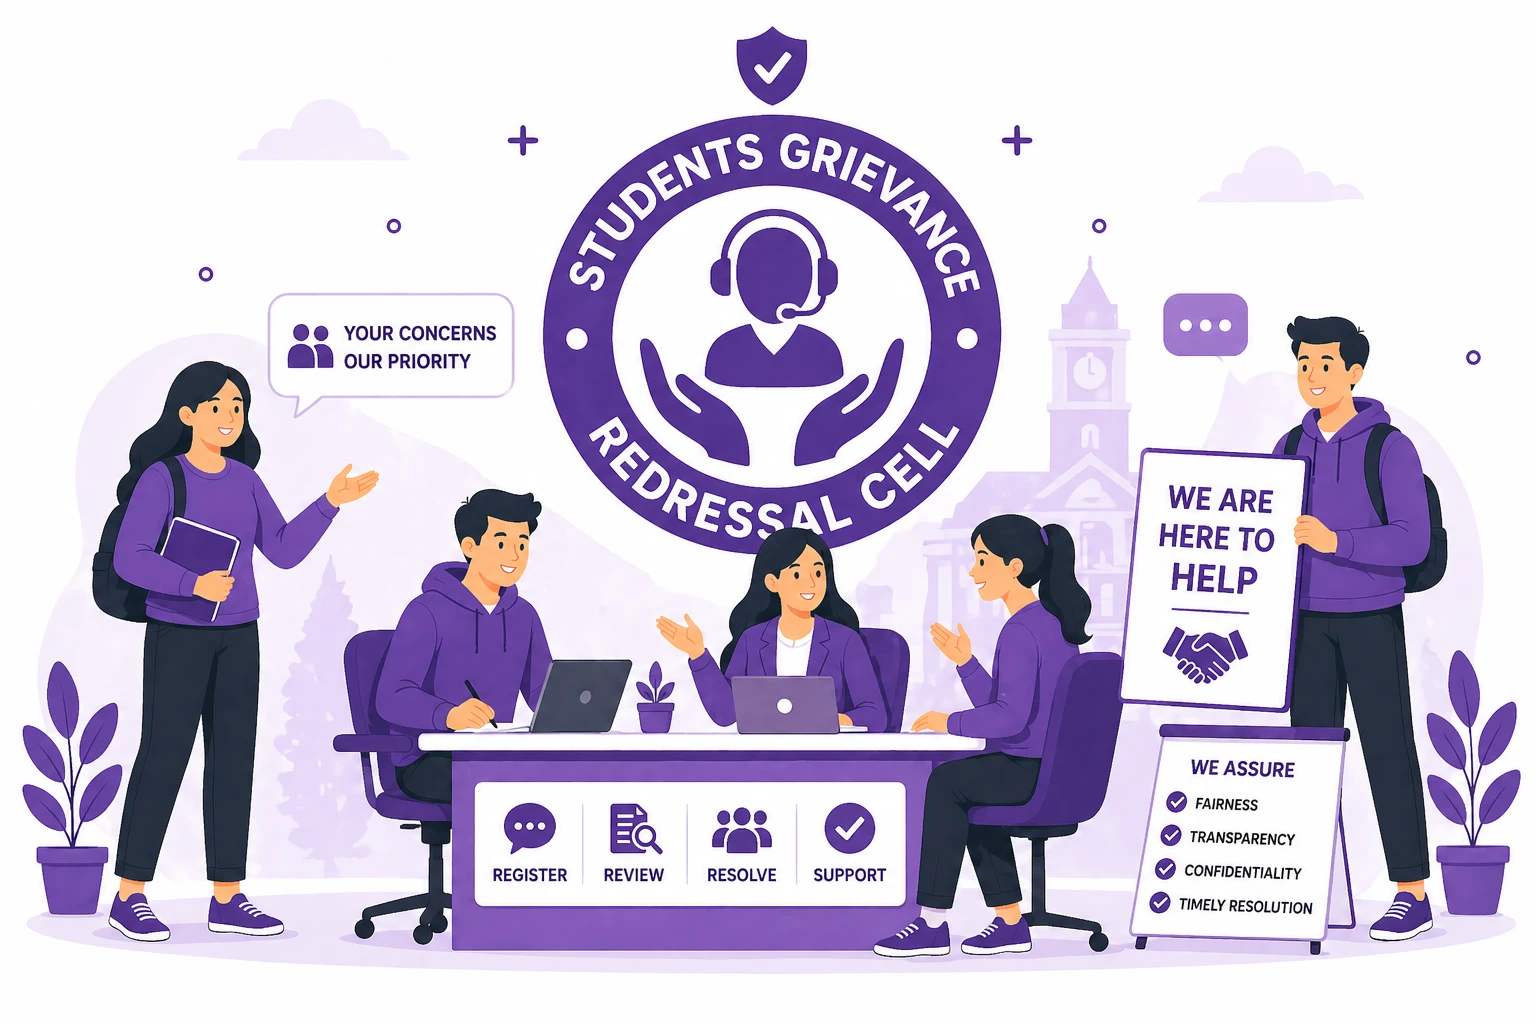 STUDENTS GRIEVANCE
REDRESSAL CELL
YOUR CONCERNS
OUR PRIORITY
WE ARE
HERE TO
HELP
REGISTER
REVIEW
RESOLVE
SUPPORT
WE ASSURE
FAIRNESS
TRANSPARENCY
CONFIDENTIALITY
TIMELY RESOLUTION